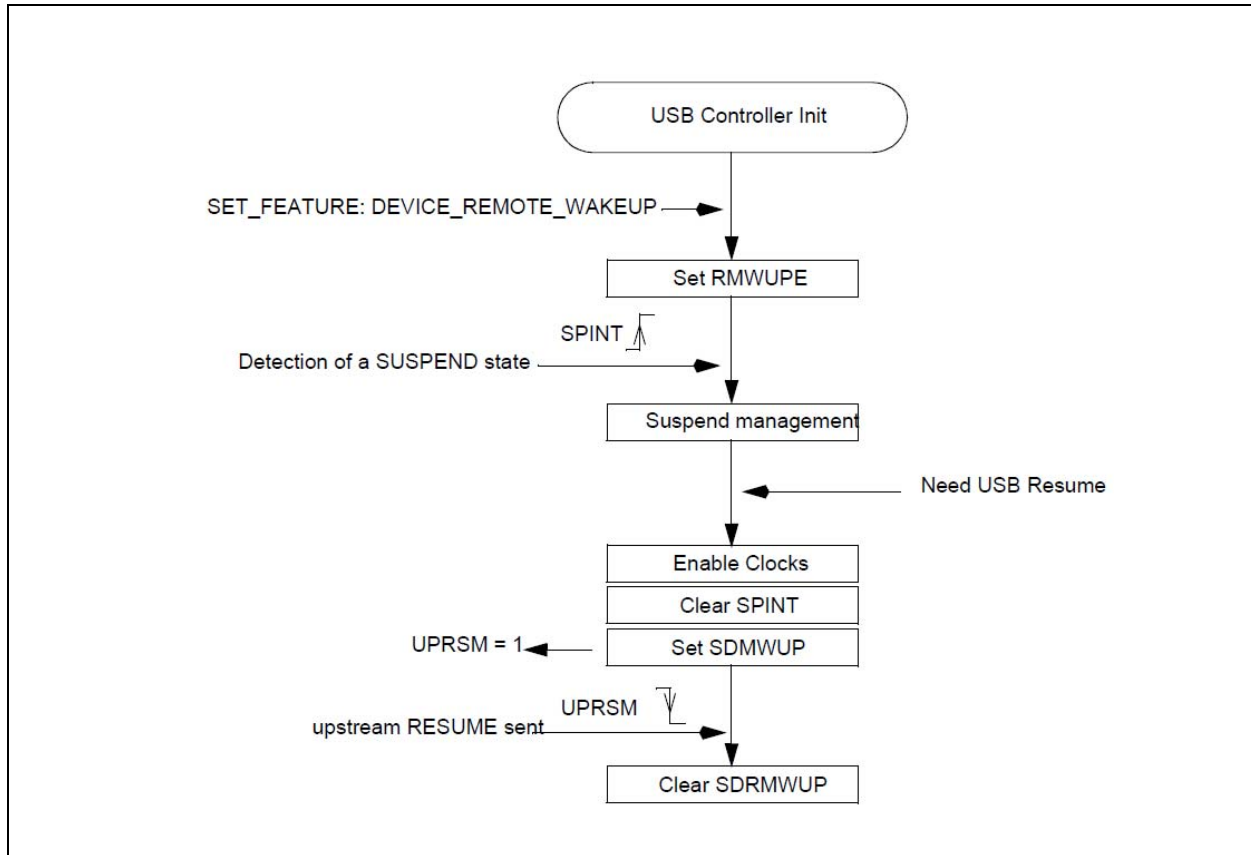 USB Controller Init
SET_FEATURE: DEVICE_REMOTE_WAKEUP
Set RMWUPE
SPINT
Detection of a SUSPEND state
Suspend management
Need USB Resume
Enable Clocks
Clear SPINT
Set SDMWUP
UPRSM = 1
UPRSM
upstream RESUME sent
Clear SDRMWUP